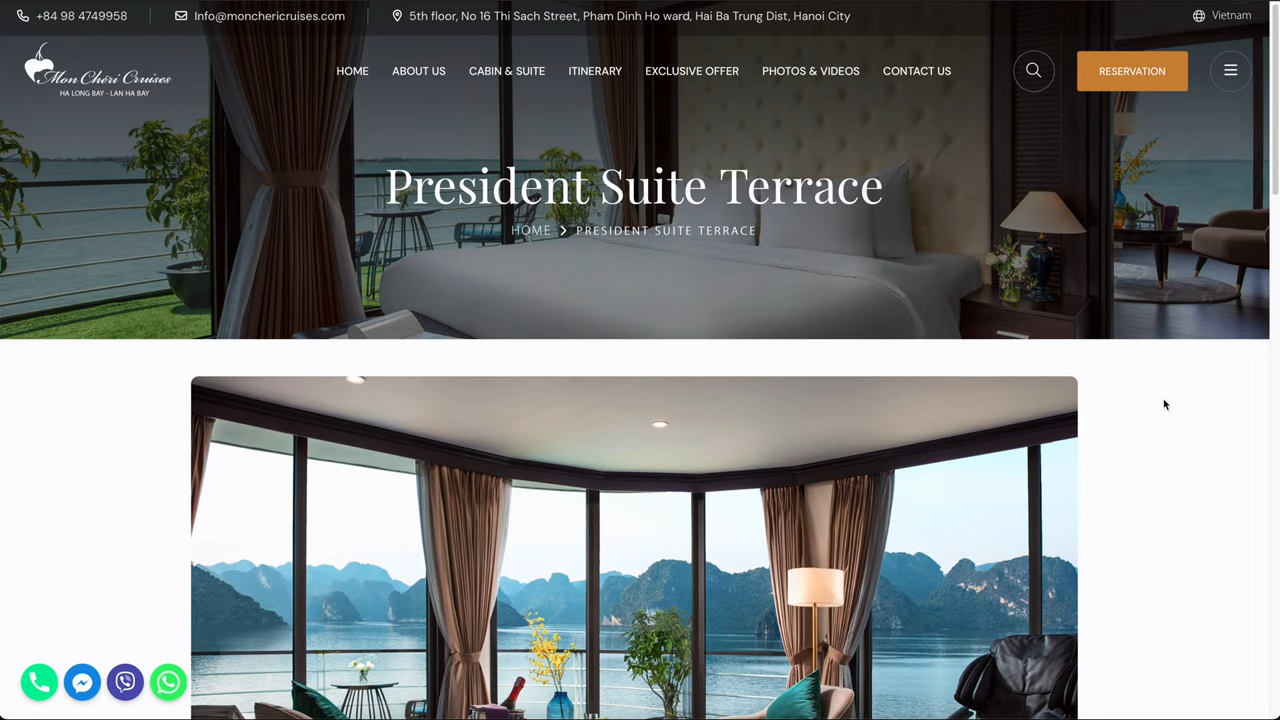 +84 98 4749958
Info@monchericruises.com
5th floor, No 16 Thi Sach Street, Pham Dinh Ho ward, Hai Ba Trung Dist, Hanoi City
Vietnam
Mon Chéri Cruises
HA LONG BAY - LAN HA BAY
HOME
ABOUT US
CABIN & SUITE
ITINERARY
EXCLUSIVE OFFER
PHOTOS & VIDEOS
CONTACT US
RESERVATION
President Suite Terrace
HOME > PRESIDENT SUITE TERRACE